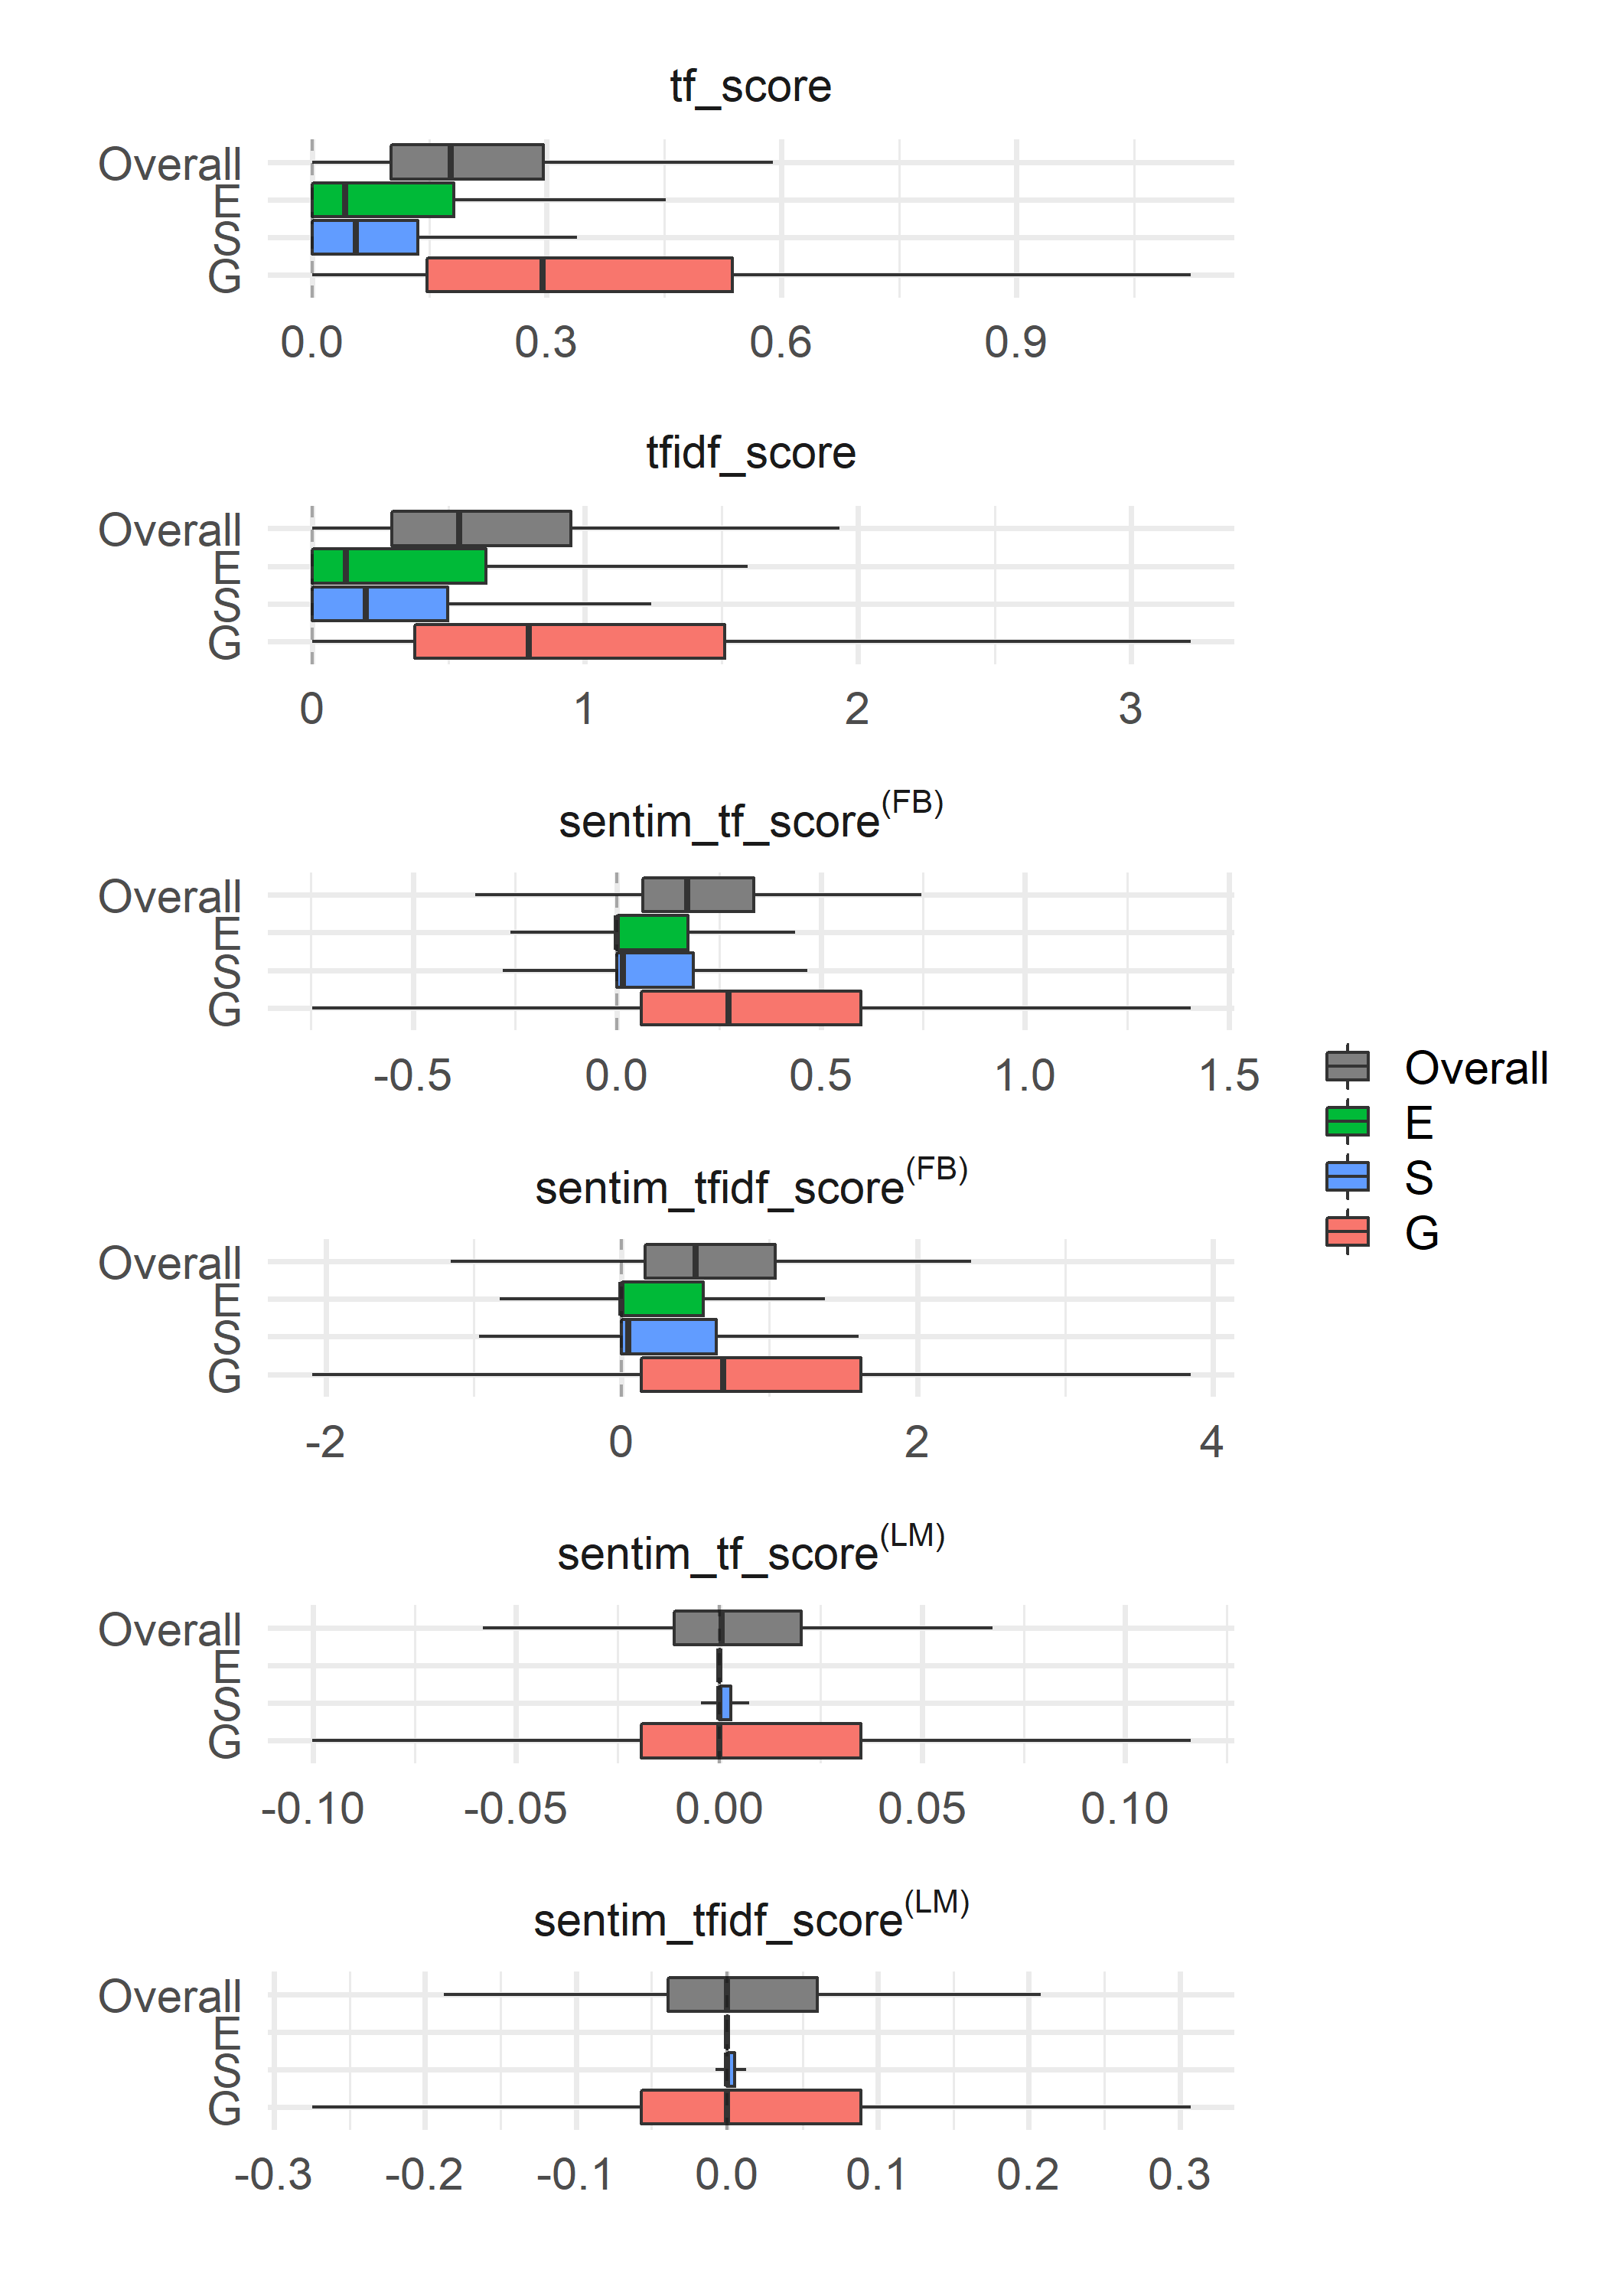 tf_score
Overall
E
S
G
0.0 0.3 0.6 0.9
tfidf_score
Overall
E
S
G
0 1 2 3
sentim_tf_score(FB)
Overall
E
S
G
-0.5 0.0 0.5 1.0 1.5
sentim_tfidf_score(FB)
Overall
E
S
G
-2 0 2 4
sentim_tf_score(LM)
Overall
E
S
G
-0.10 -0.05 0.00 0.05 0.10
sentim_tfidf_score(LM)
Overall
E
S
G
-0.3 -0.2 -0.1 0.0 0.1 0.2 0.3
Overall
E
S
G